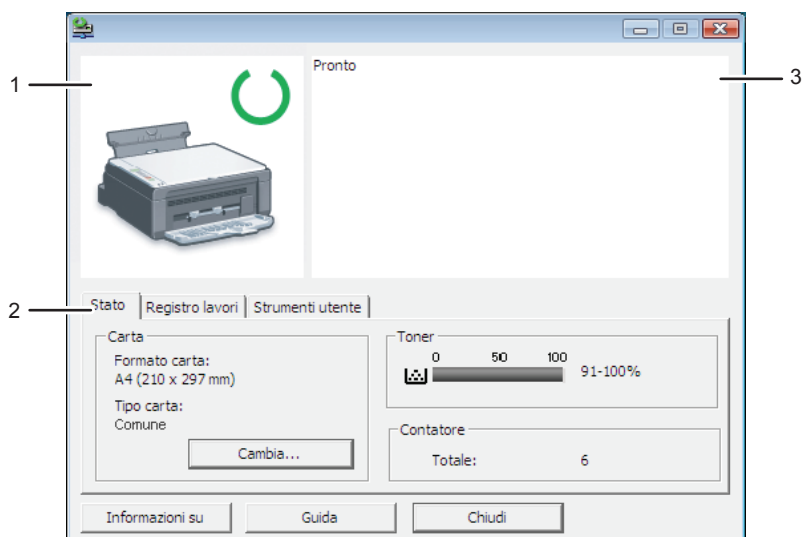 Pronto
1
3
2
Stato Registro lavori Strumenti utente
Carta
Formato carta:
A4 (210 x 297 mm)
Tipo carta:
Comune
Cambia...
Toner
0 50 100
91-100%
Contatore
Totale: 6
Informazioni su Guida Chiudi